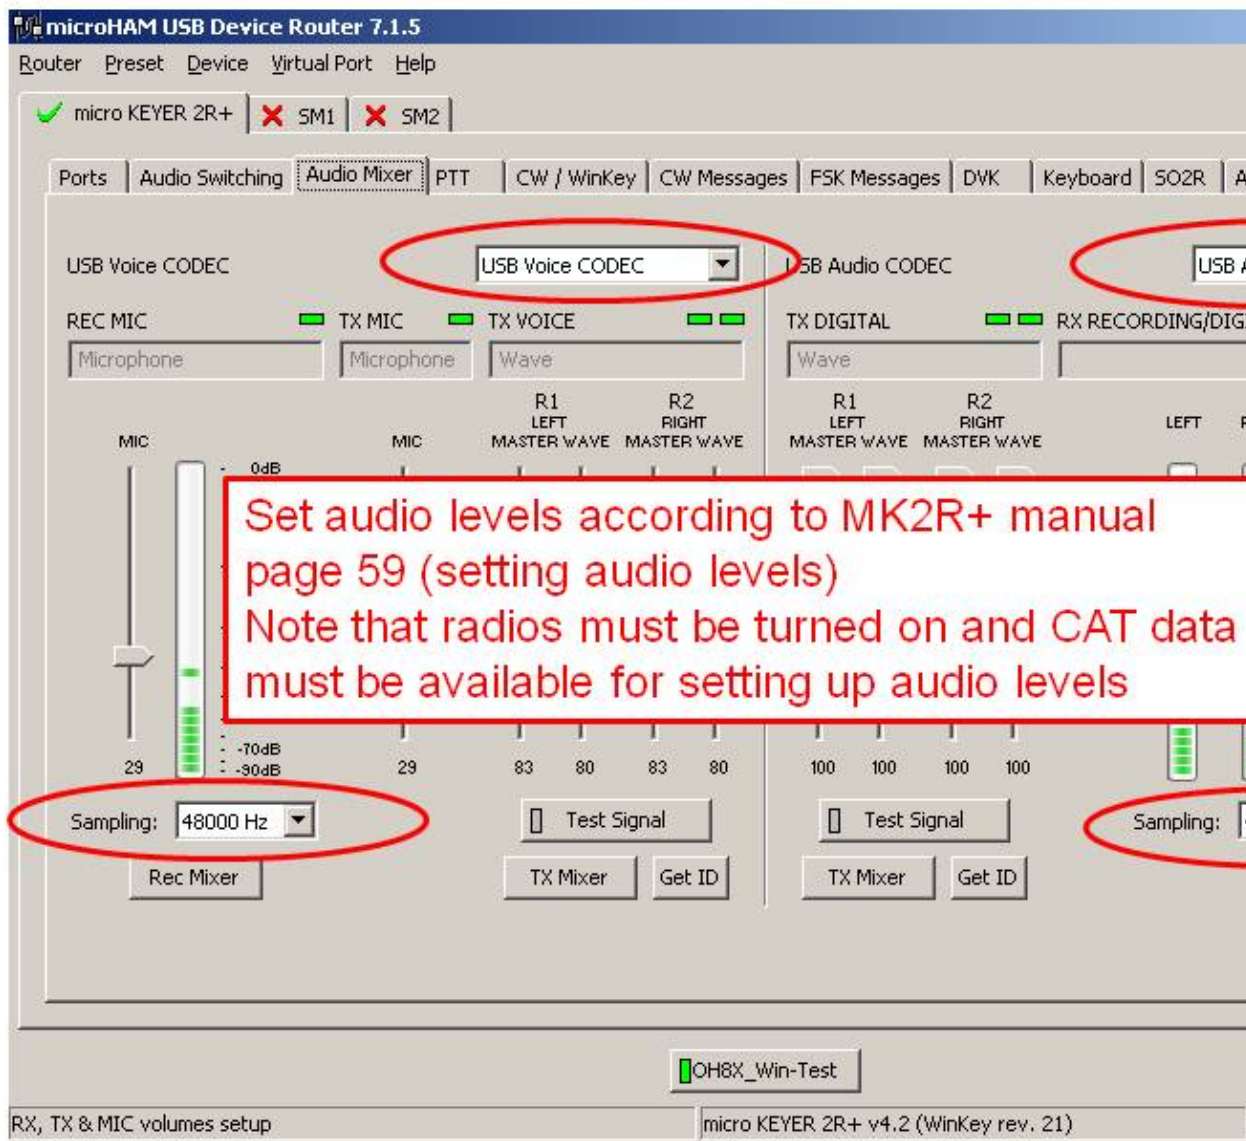 microHAM USB Device Router 7.1.5
Router Preset Device Virtual Port Help
micro KEYER 2R+ SM1 SM2
Ports Audio Switching Audio Mixer PTT CW / WinKey CW Messages FSK Messages DVK Keyboard SO2R A
USB Voice CODEC USB Voice CODEC USB Audio CODEC USB A
REC MIC TX MIC TX VOICE TX DIGITAL RX RECORDING/DIG
Microphone Microphone Wave Wave
R1 R2 R1 R2
LEFT RIGHT LEFT RIGHT LEFT
MIC MIC MASTER WAVE MASTER WAVE MASTER WAVE MASTER WAVE
0dB
Set audio levels according to MK2R+ manual
page 59 (setting audio levels)
Note that radios must be turned on and CAT data
must be available for setting up audio levels
-70dB
-90dB
29 29 83 80 83 80 100 100 100 100
Sampling: 48000 Hz Test Signal Test Signal Sampling:
Rec Mixer TX Mixer Get ID TX Mixer Get ID
OH8X_Win-Test
RX, TX & MIC volumes setup micro KEYER 2R+ v4.2 (WinKey rev. 21)